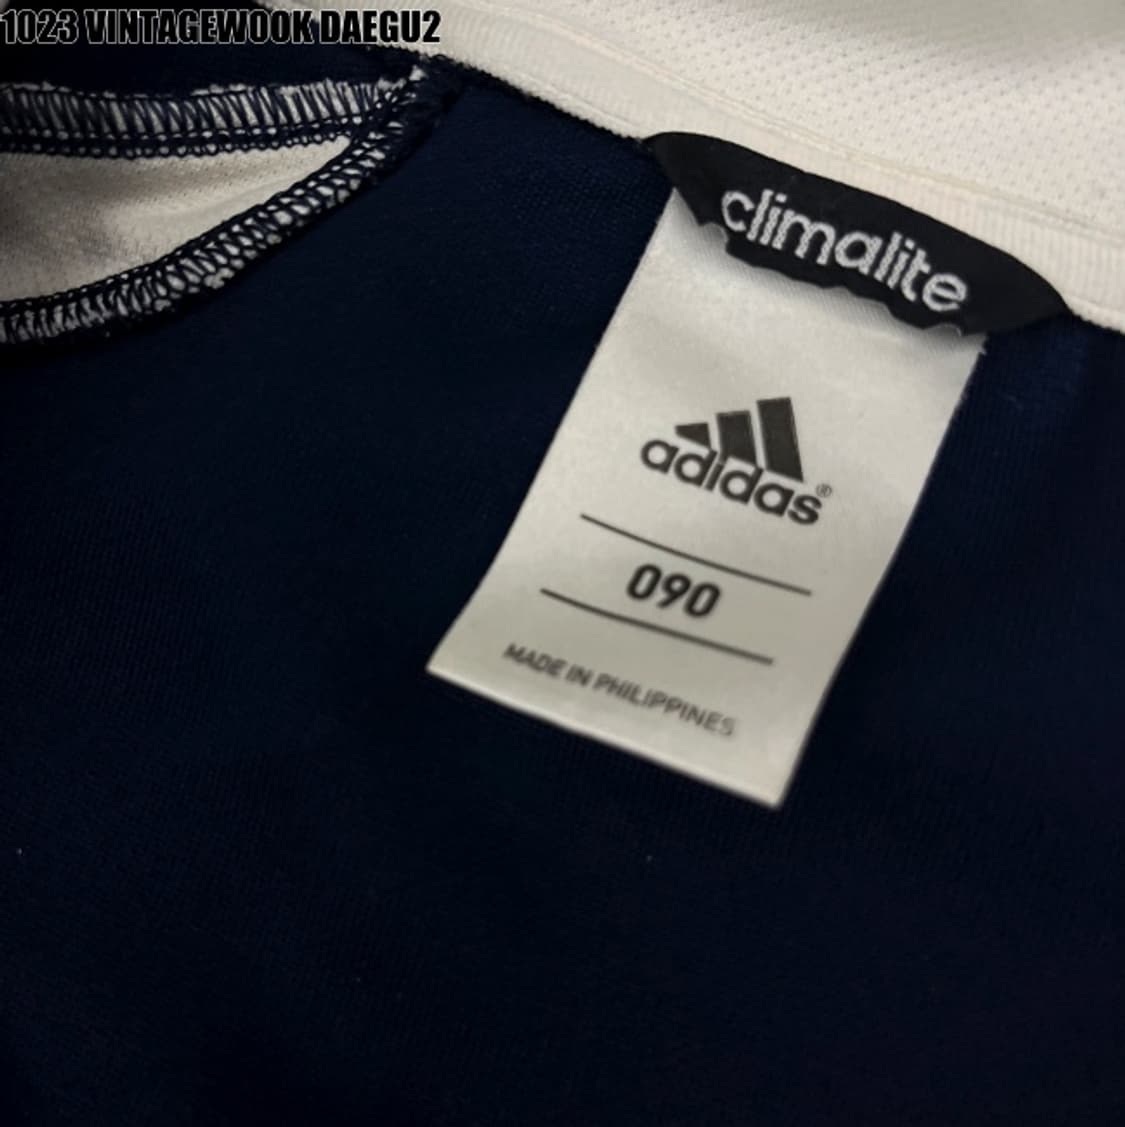 1023 VINTAGEWOOK DAEGU2
climalite
adidas®
090
MADE IN PHILIPPINES